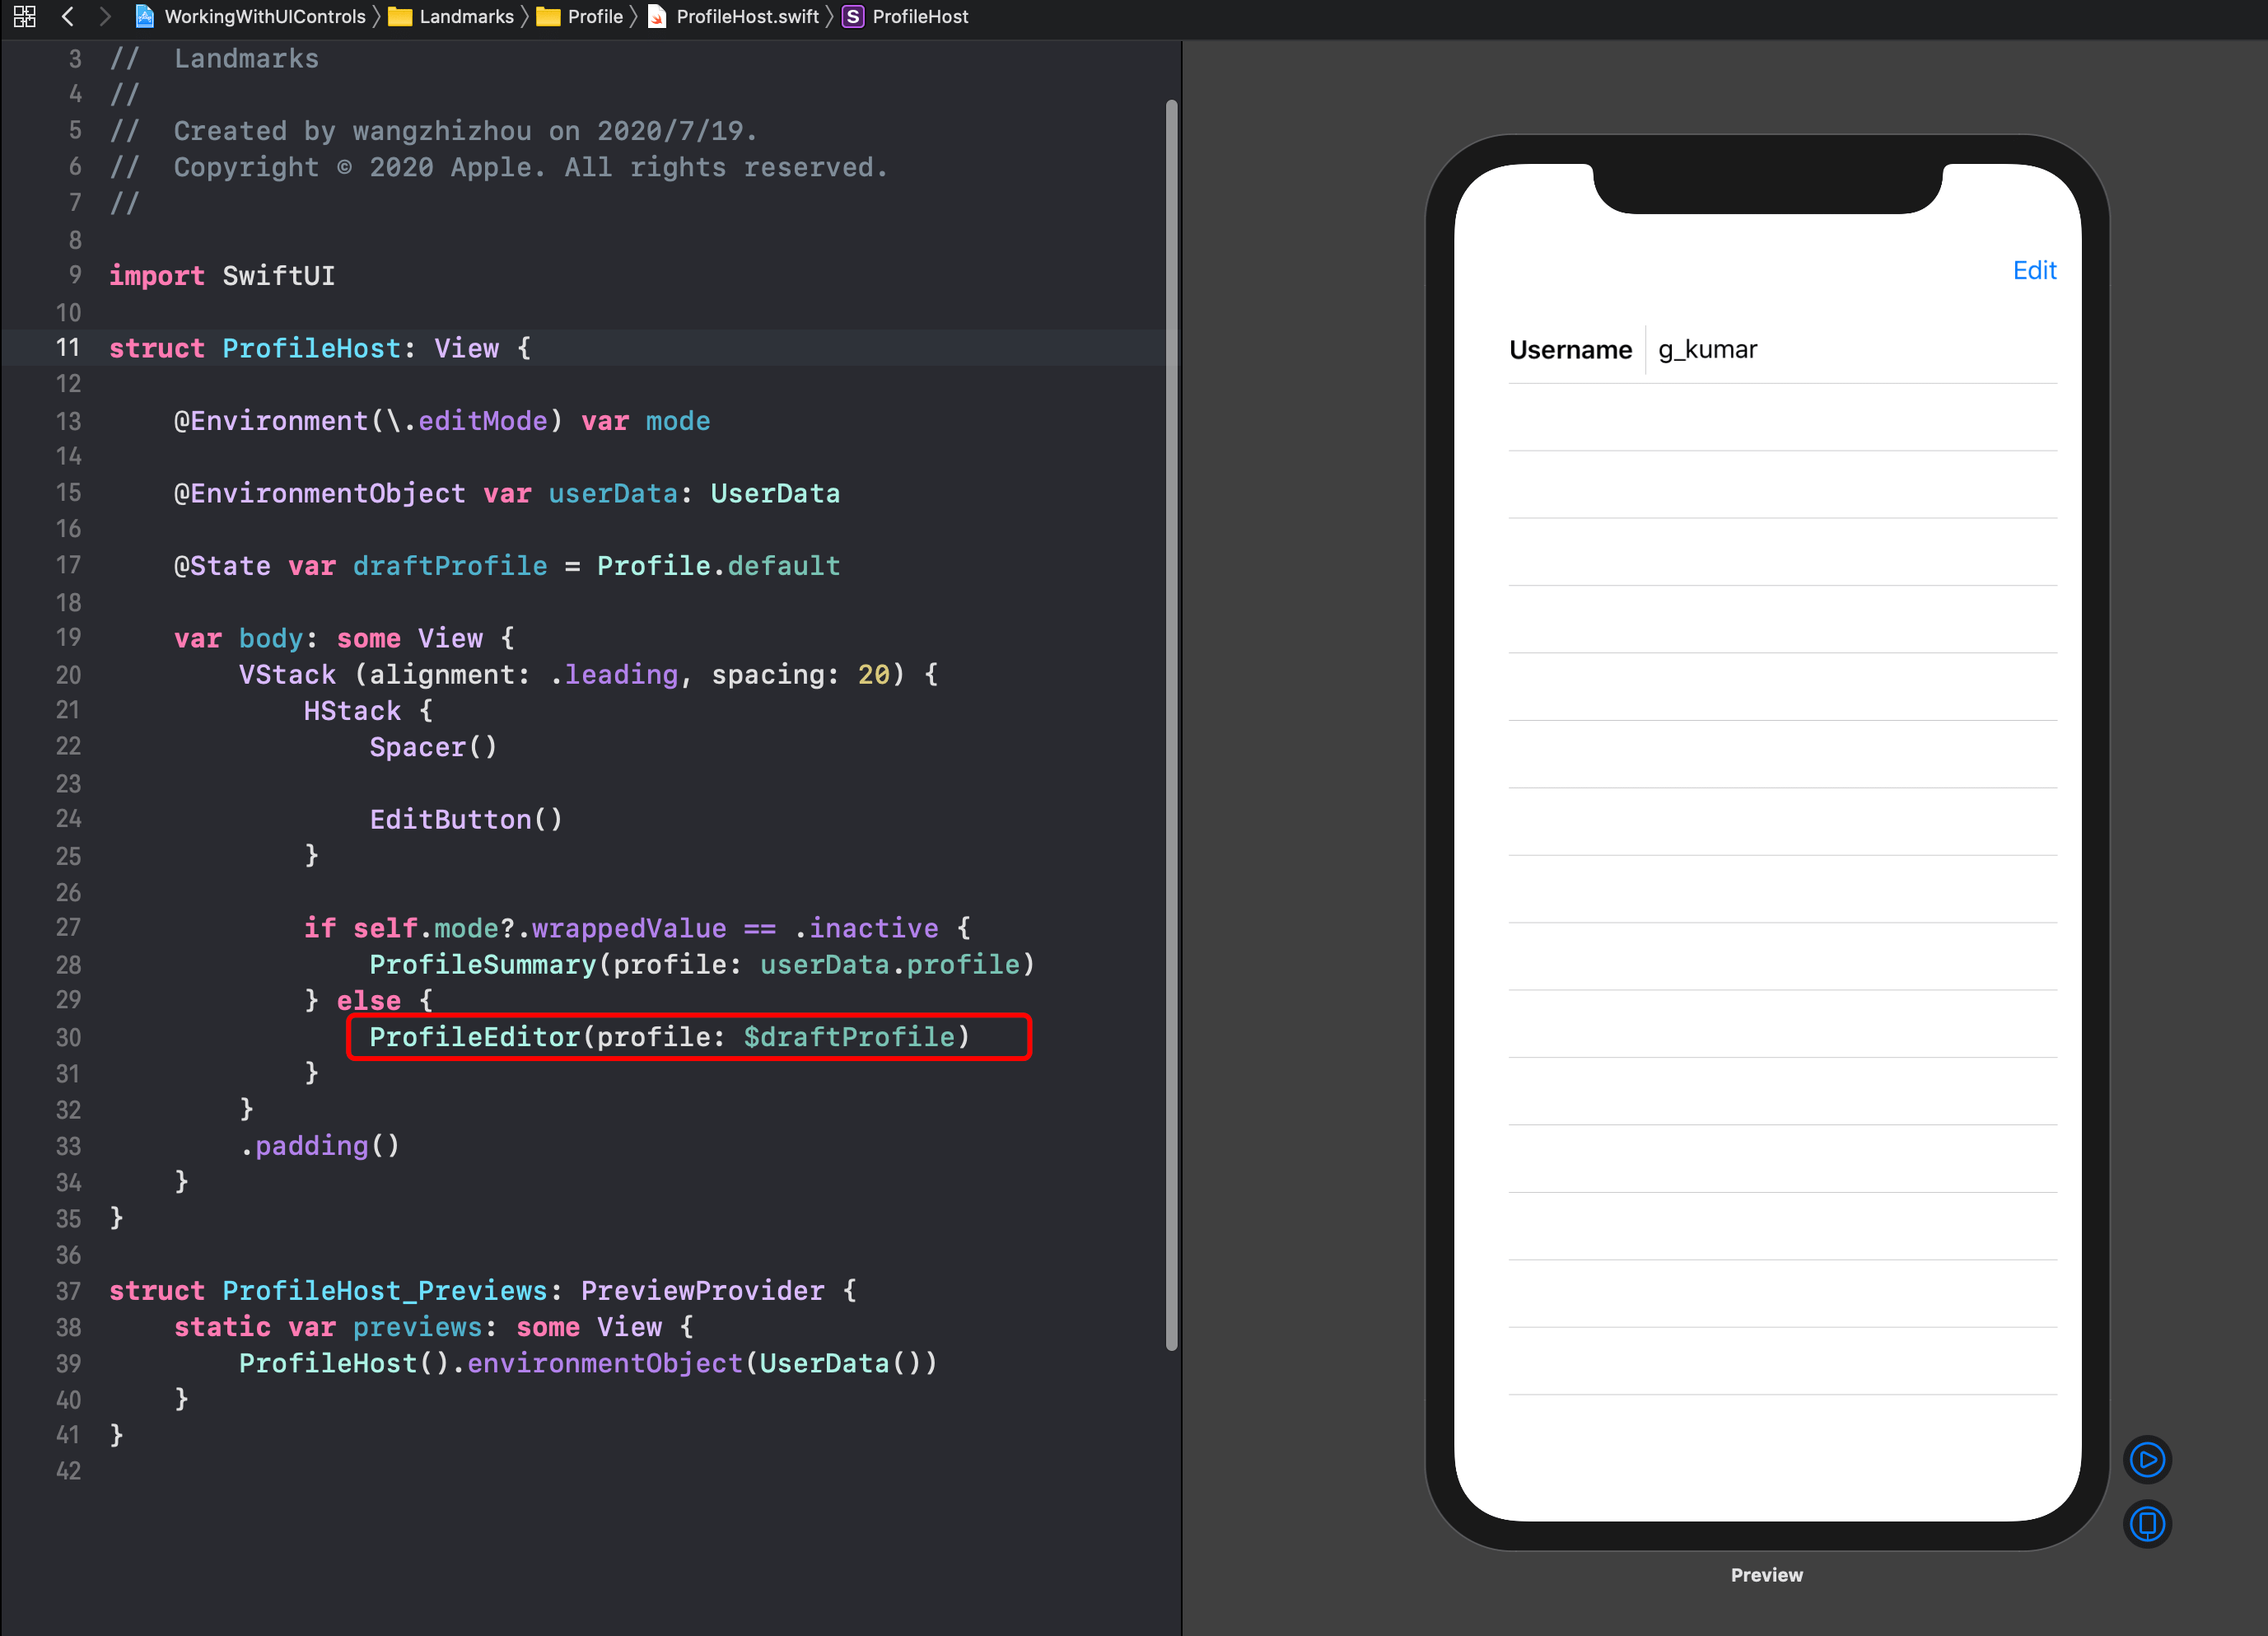 WorkingWithUIControls Landmarks Profile ProfileHost.swift S ProfileHost
3 //  Landmarks
4 //
5 //  Created by wangzhizhou on 2020/7/19.
6 //  Copyright © 2020 Apple. All rights reserved.
7 //
8
9 import SwiftUI
10
11 struct ProfileHost: View {
12
13     @Environment(\.editMode) var mode
14
15     @EnvironmentObject var userData: UserData
16
17     @State var draftProfile = Profile.default
18
19     var body: some View {
20         VStack (alignment: .leading, spacing: 20) {
21             HStack {
22                 Spacer()
23
24                 EditButton()
25             }
26
27             if self.mode?.wrappedValue == .inactive {
28                 ProfileSummary(profile: userData.profile)
29             } else {
30                 ProfileEditor(profile: $draftProfile)
31             }
32         }
33         .padding()
34     }
35 }
36
37 struct ProfileHost_Previews: PreviewProvider {
38     static var previews: some View {
39         ProfileHost().environmentObject(UserData())
40     }
41 }
42
Edit
Username g_kumar
Preview